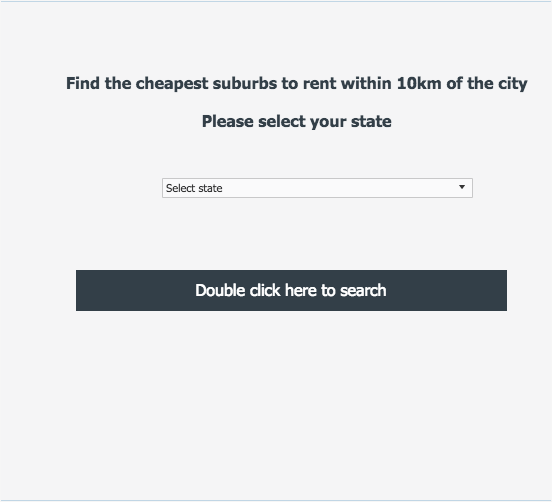 Find the cheapest suburbs to rent within 10km of the city
Please select your state
Select state
Double click here to search